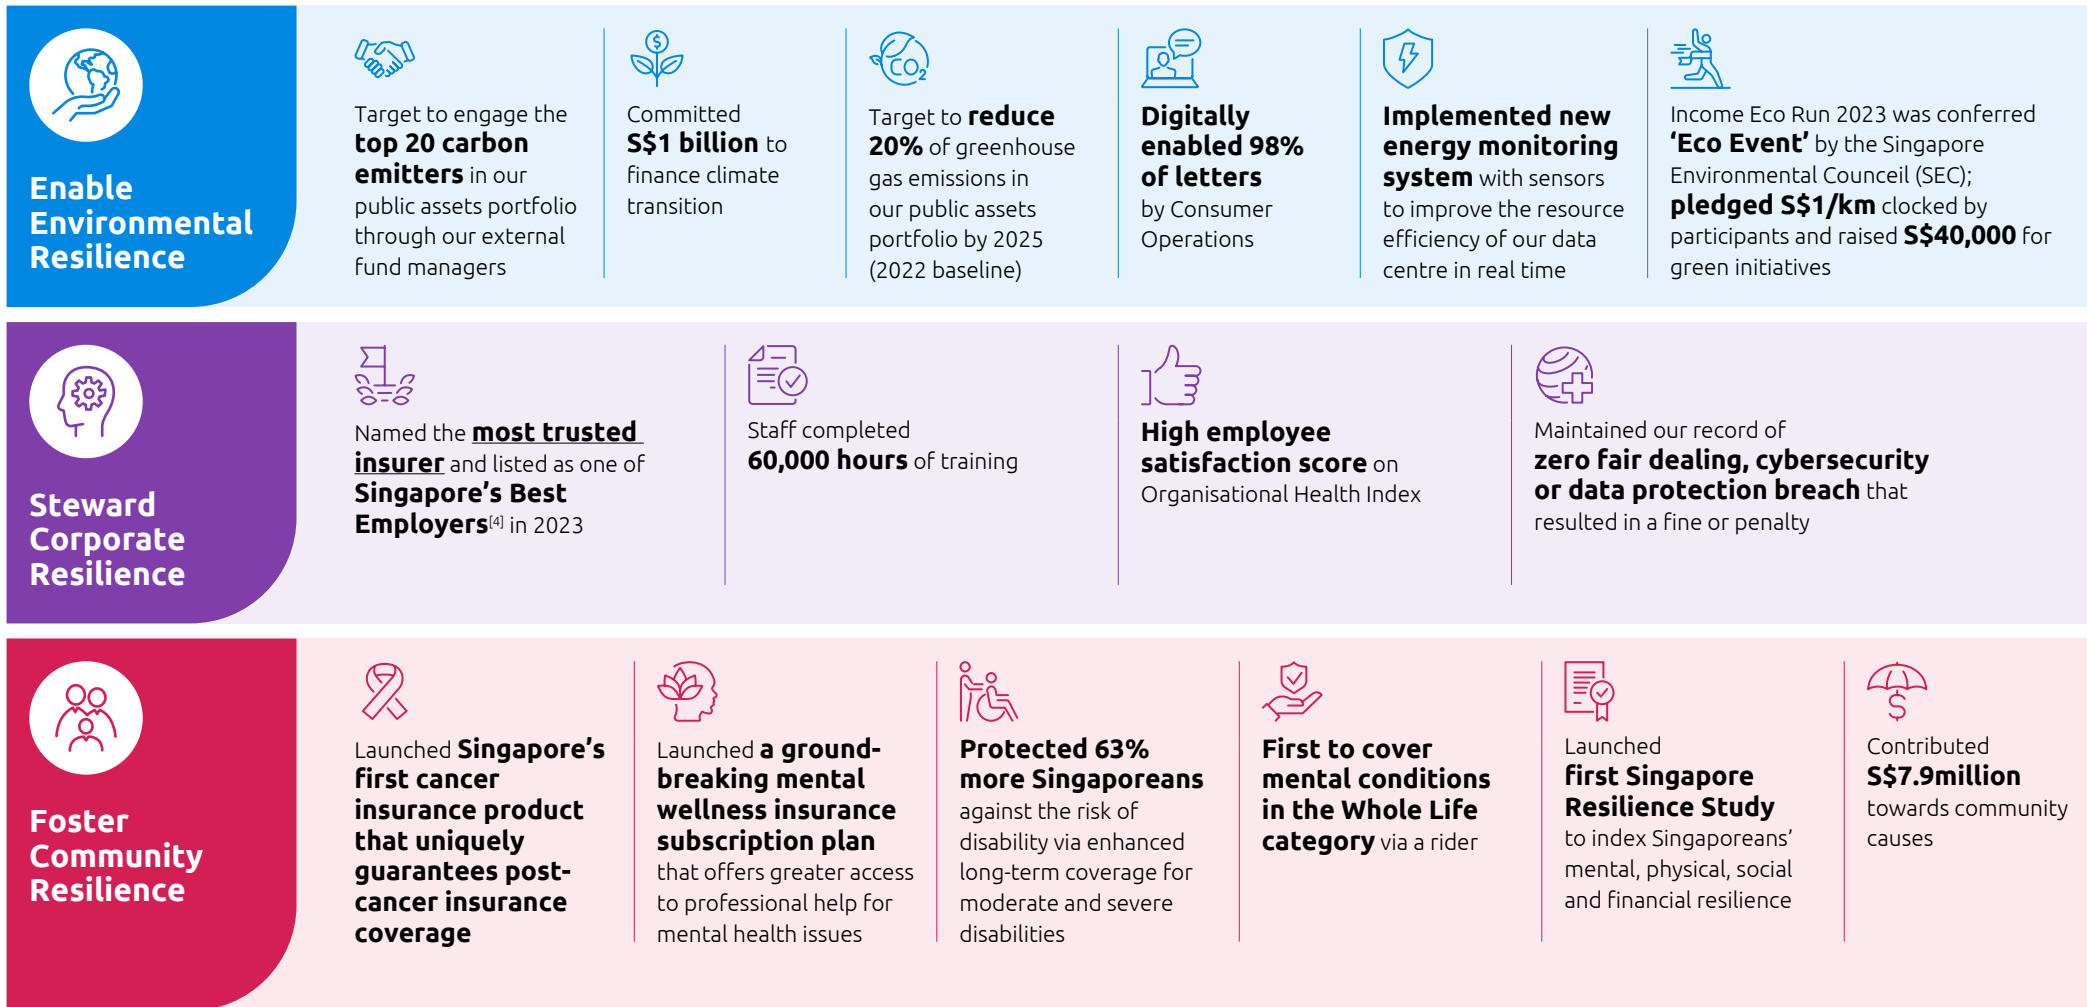 Enable
Environmental
Resilience
Target to engage the
top 20 carbon
emitters in our
public assets portfolio
through our external
fund managers
Committed
S$1 billion to
finance climate
transition
CO2
Target to reduce
20% of greenhouse
gas emissions in
our public assets
portfolio by 2025
(2022 baseline)
Digitally
enabled 98%
of letters
by Consumer
Operations
Implemented new
energy monitoring
system with sensors
to improve the resource
efficiency of our data
centre in real time
Income Eco Run 2023 was conferred
‘Eco Event’ by the Singapore
Environmental Counceil (SEC);
pledged S$1/km clocked by
participants and raised S$40,000 for
green initiatives
Steward
Corporate
Resilience
Named the most trusted
insurer and listed as one of
Singapore’s Best
Employers[4] in 2023
Staff completed
60,000 hours of training
High employee
satisfaction score on
Organisational Health Index
Maintained our record of
zero fair dealing, cybersecurity
or data protection breach that
resulted in a fine or penalty
Foster
Community
Resilience
Launched Singapore’s
first cancer
insurance product
that uniquely
guarantees post-
cancer insurance
coverage
Launched a ground-
breaking mental
wellness insurance
subscription plan
that offers greater access
to professional help for
mental health issues
Protected 63%
more Singaporeans
against the risk of
disability via enhanced
long-term coverage for
moderate and severe
disabilities
First to cover
mental conditions
in the Whole Life
category via a rider
Launched
first Singapore
Resilience Study
to index Singaporeans’
mental, physical, social
and financial resilience
Contributed
S$7.9million
towards community
causes